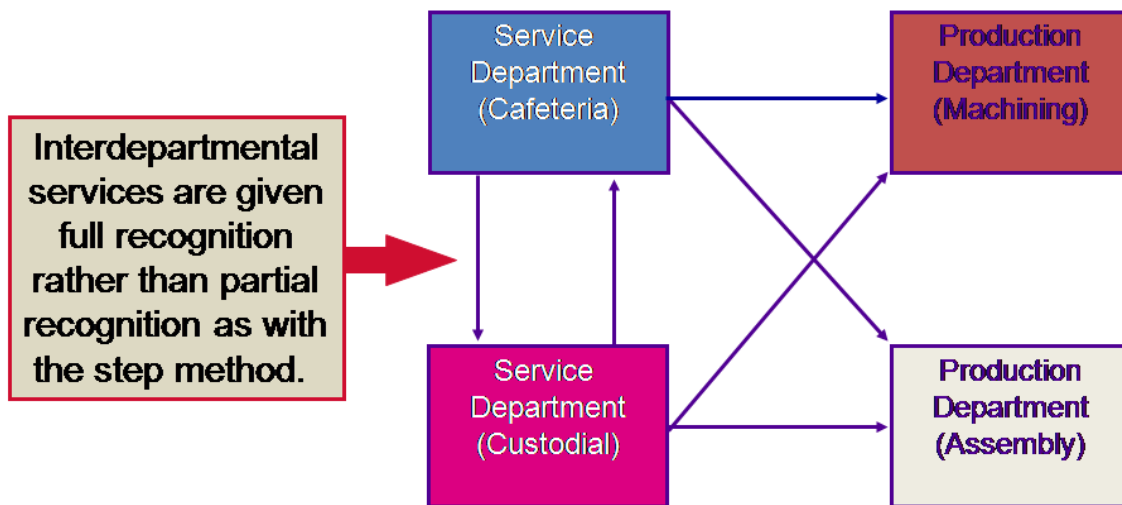 Interdepartmental
services are given
full recognition
rather than partial
recognition as with
the step method.
Service
Department
(Cafeteria)
Production
Department
(Machining)
Service
Department
(Custodial)
Production
Department
(Assembly)